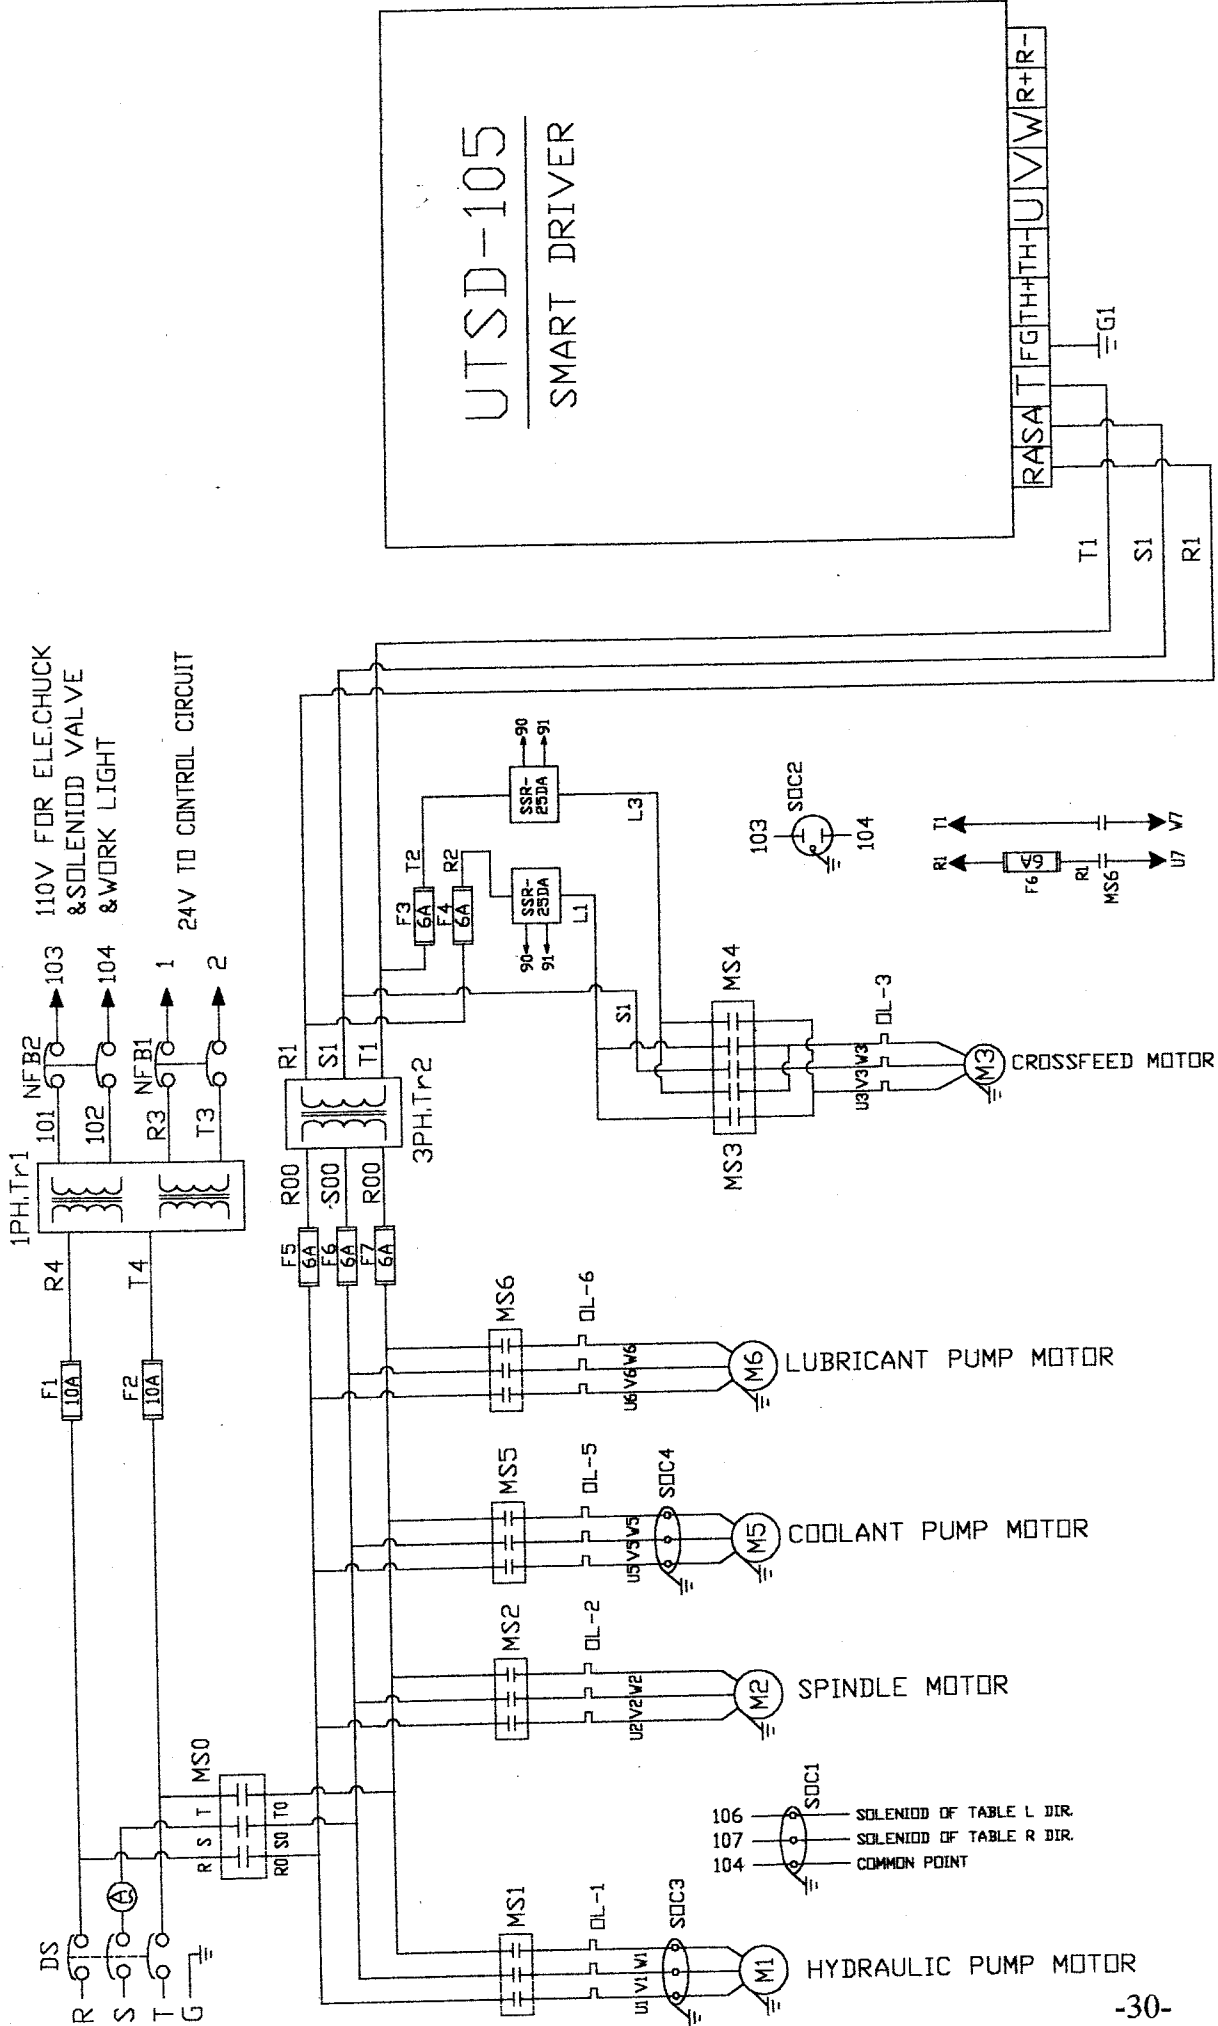 DS
R
S
T
G
A
R S T
MS0
R0 S0 T0
F1
10A
F2
10A
R4
T4
1PH.Tr1
101
102
R3
T3
NFB2
NFB1
103
104
1
2
110V FOR ELE.CHUCK
&SOLENIOD VALVE
& WORK LIGHT
24V TO CONTROL CIRCUIT
F5
6A
F6
6A
F7
6A
R00
S00
R00
3PH.Tr2
R1
S1
T1
F3
6A
T2
F4
6A
R2
SSR-
25DA
90
91
L3
SSR-
25DA
90
91
L1
S1
T1
S1
R1
UTSD-105
SMART DRIVER
RA SA T FG TH+ TH- U V W R+ R-
G1
MS1
OL-1
U1 V1 W1
SOC3
M1
HYDRAULIC PUMP MOTOR
106
SOLENIOD OF TABLE L DIR.
107
SOLENIOD OF TABLE R DIR.
104
COMMON POINT
SOC1
MS2
OL-2
U2 V2 W2
M2
SPINDLE MOTOR
MS5
OL-5
U5 V5 W5
SOC4
M5
COOLANT PUMP MOTOR
MS6
OL-6
U6 V6 W6
M6
LUBRICANT PUMP MOTOR
MS3
MS4
OL-3
U3 V3 W3
M3
CROSSFEED MOTOR
103
SOC2
104
R1
F6
6A
R1
MS6
U7
T1
W7
-30-